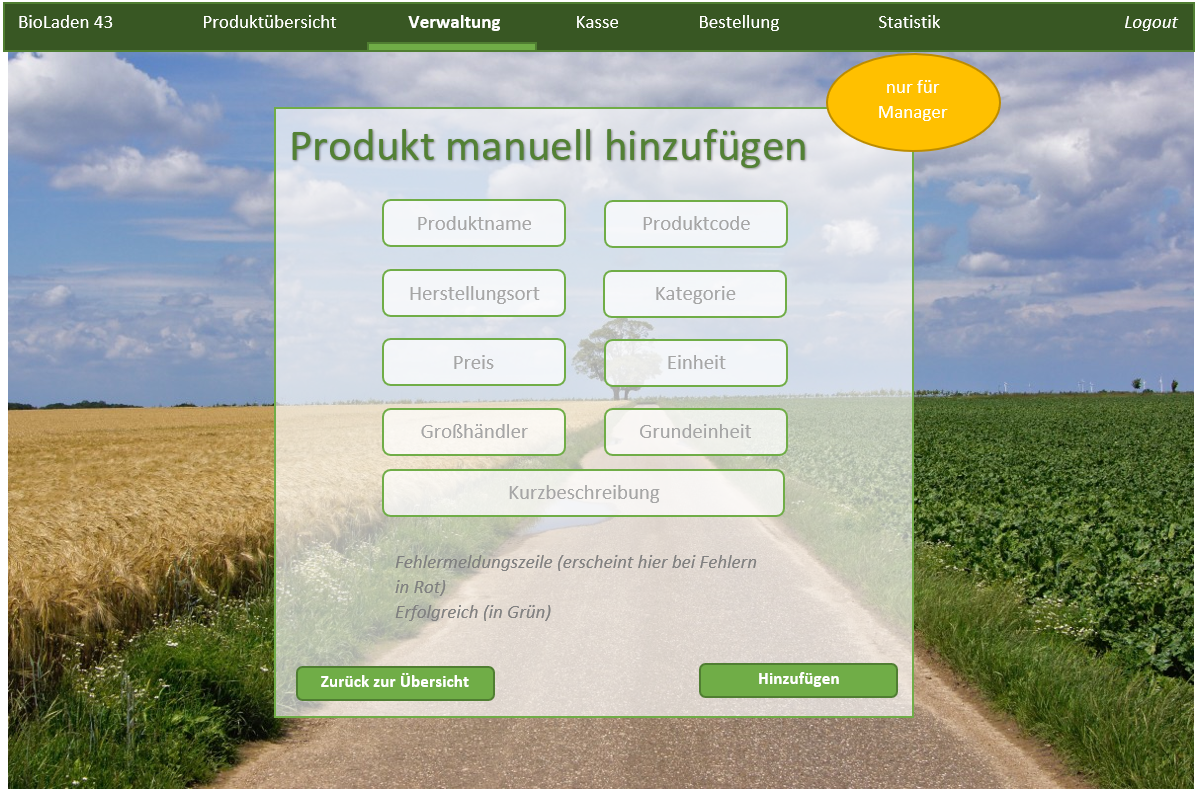 BioLaden 43 Produktübersicht Verwaltung Kasse Bestellung Statistik Logout
nur für
Manager
Produkt manuell hinzufügen
Produktname Produktcode
Herstellungsort Kategorie
Preis Einheit
Großhändler Grundeinheit
Kurzbeschreibung
Fehlermeldungszeile (erscheint hier bei Fehlern
in Rot)
Erfolgreich (in Grün)
Zurück zur Übersicht Hinzufügen